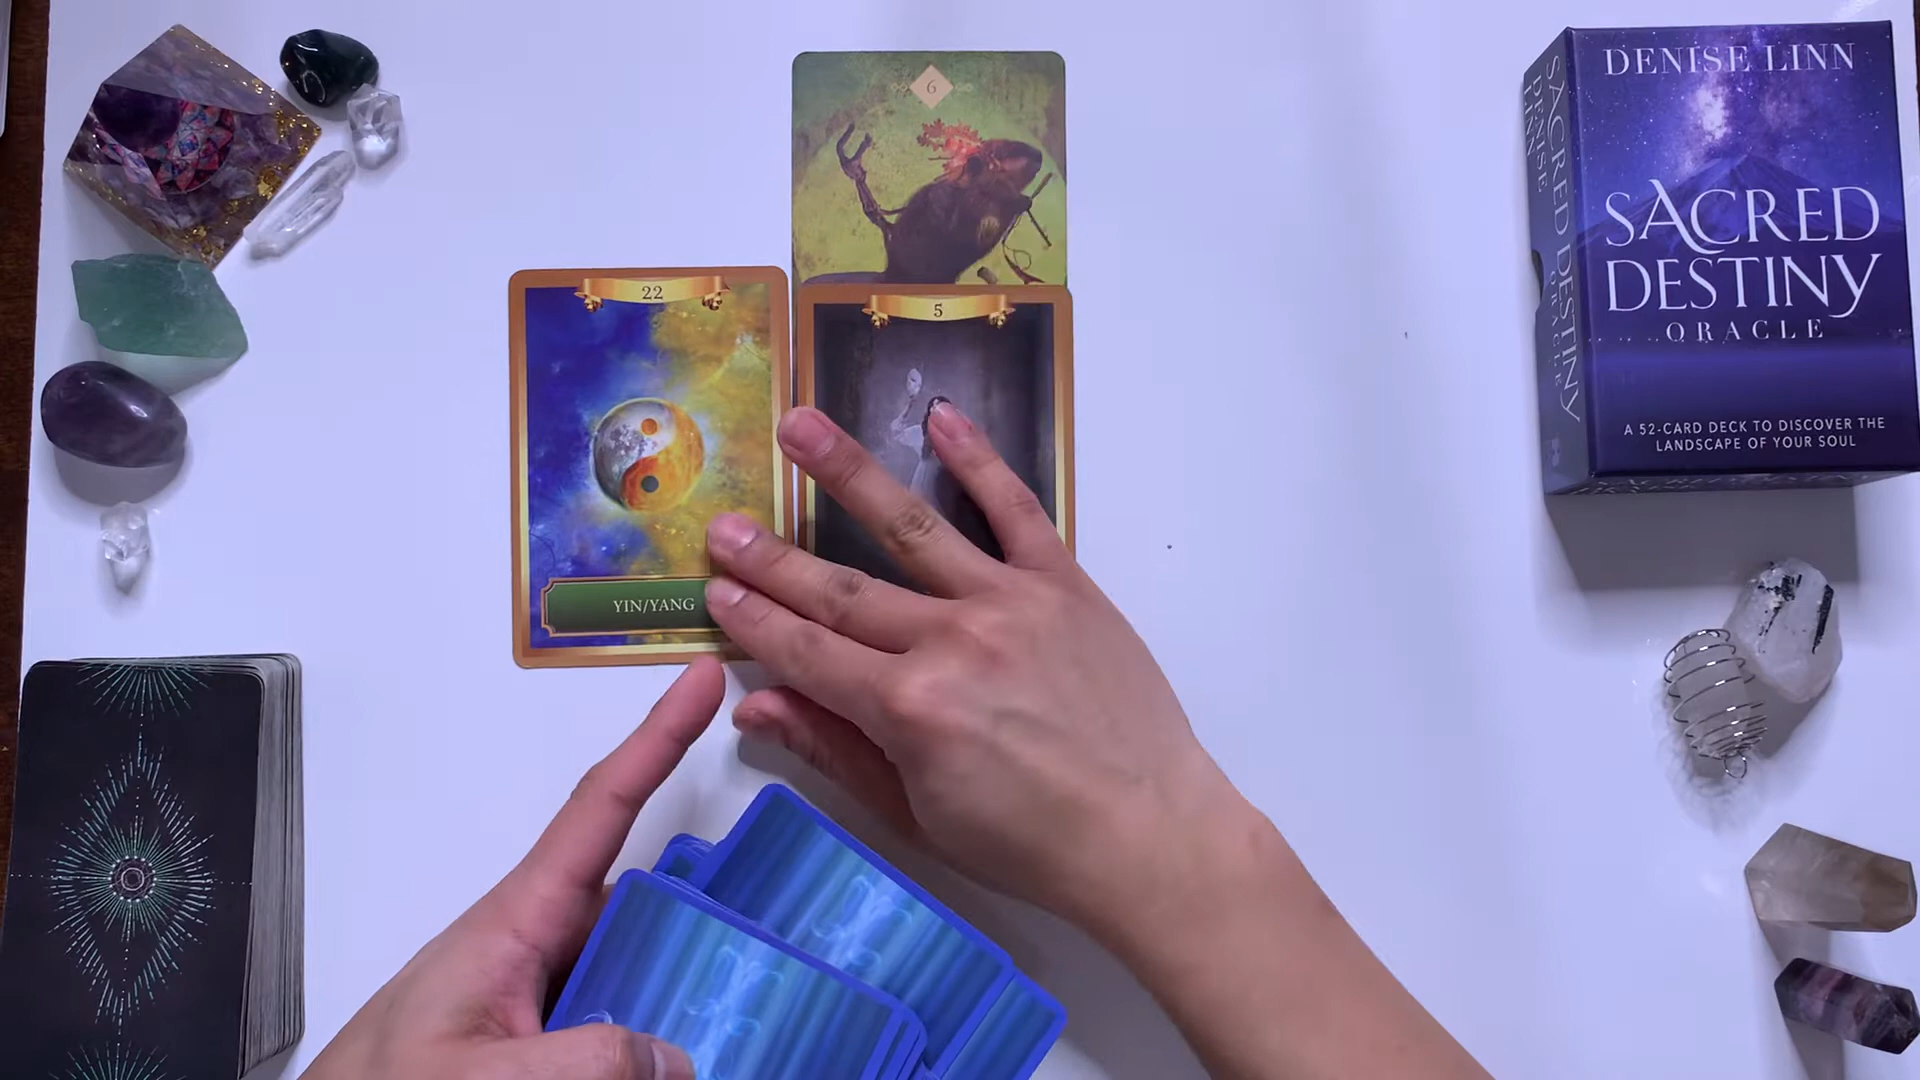 6
22
5
YIN/YANG
DENISE LINN
SACRED
DESTINY
ORACLE
A 52-CARD DECK TO DISCOVER THE
LANDSCAPE OF YOUR SOUL
SACRED DESTINY
ORACLE
DENISE
LINN